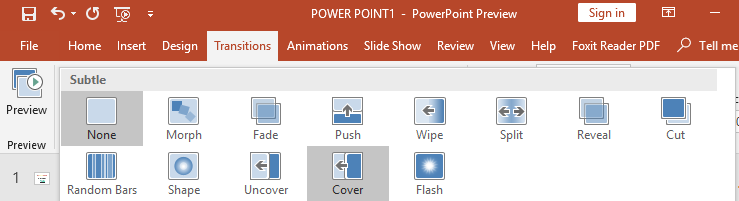 POWER POINT1 - PowerPoint Preview
Sign in
File Home Insert Design Transitions Animations Slide Show Review View Help Foxit Reader PDF Tell me
Subtle
Preview
None Morph Fade Push Wipe Split Reveal Cut
Preview
1
Random Bars Shape Uncover Cover Flash